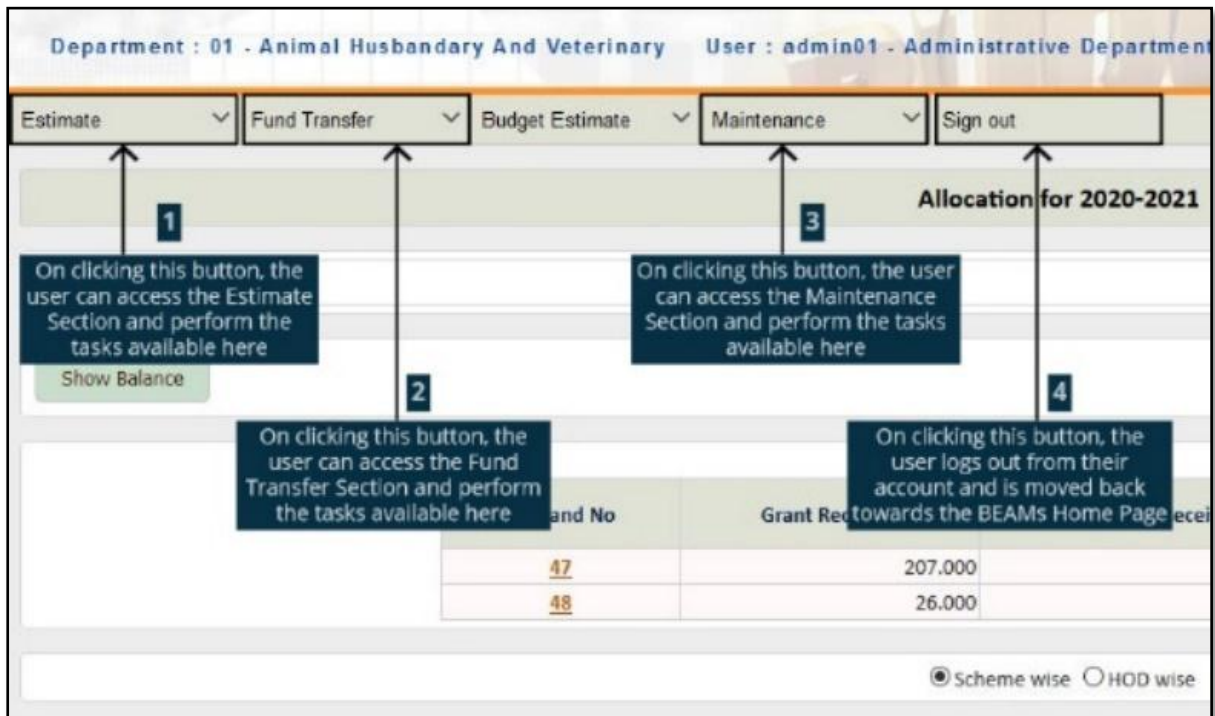 Department : 01 - Animal Husbandary And Veterinary User : admin01 - Administrative Department
Estimate Fund Transfer Budget Estimate Maintenance Sign out
Allocation for 2020-2021
1
On clicking this button, the
user can access the Estimate
Section and perform the
tasks available here
3
On clicking this button, the user
can access the Maintenance
Section and perform the tasks
available here
Show Balance
2
On clicking this button, the
user can access the Fund
Transfer Section and perform
the tasks available here
4
On clicking this button, the
user logs out from their
account and is moved back
towards the BEAMs Home Page
and No Grant Rec ecei
47 207.000
48 26.000
Scheme wise HOD wise